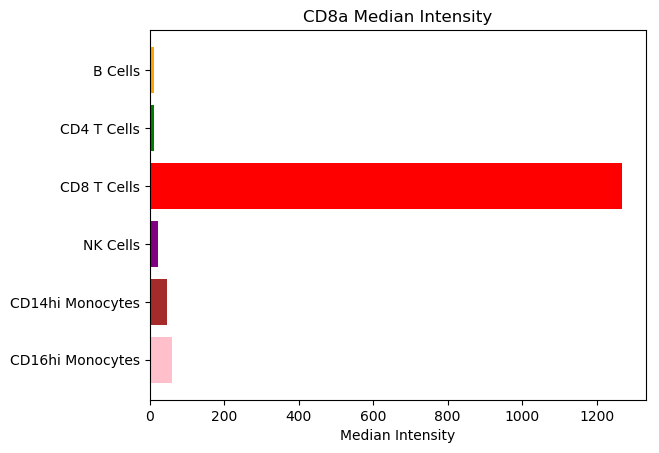 CD8a Median Intensity
B Cells
CD4 T Cells
CD8 T Cells
NK Cells
CD14hi Monocytes
CD16hi Monocytes
0 200 400 600 800 1000 1200
Median Intensity